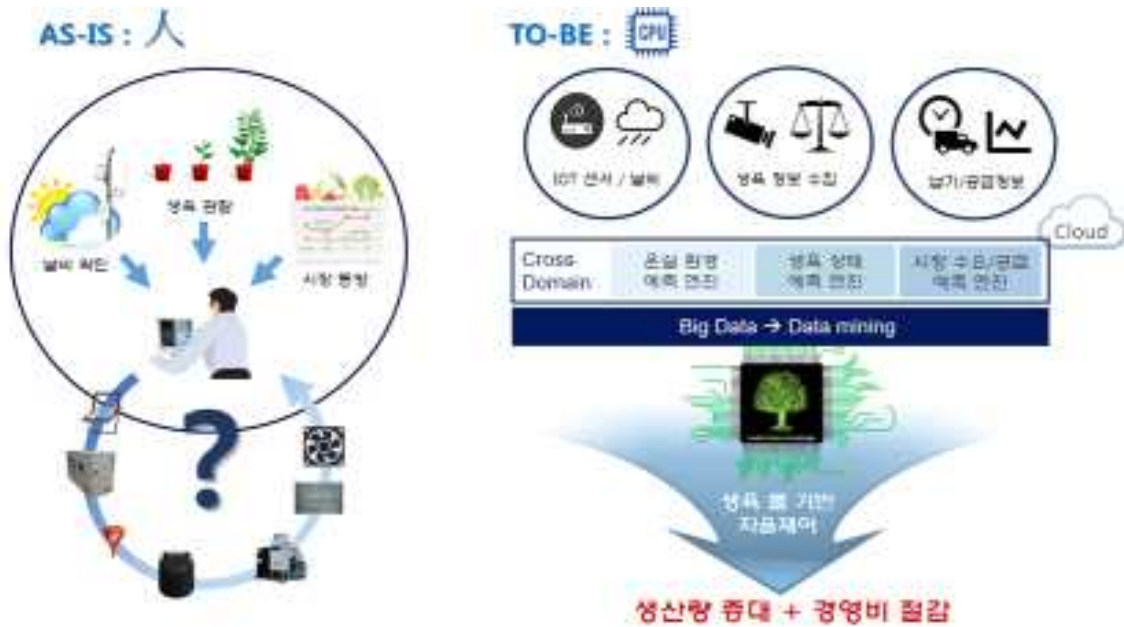 AS-IS : 人
생육 관찰
날씨 확인
시장 동향
TO-BE : CPU
IOT 센서 / 날씨
생육 정보 수집
납기/공급정보
Cloud
Cross-
Domain
온실 환경
예측 엔진
생육 상태
예측 엔진
시장 수요/공급
예측 엔진
Big Data → Data mining
생육 룰 기반
자율제어
생산량 증대 + 경영비 절감